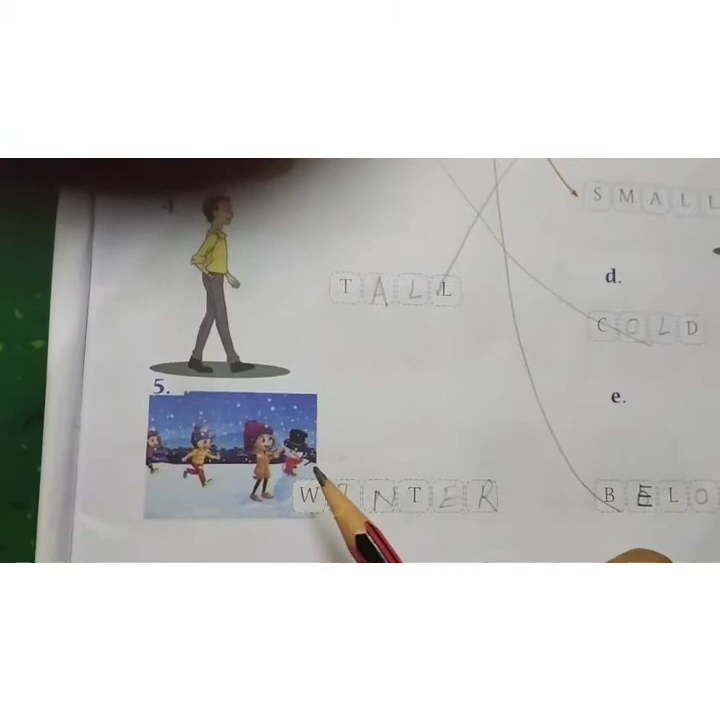 4.
SMALL
TALL
d.
COLD
5.
e.
WINTER
BELO